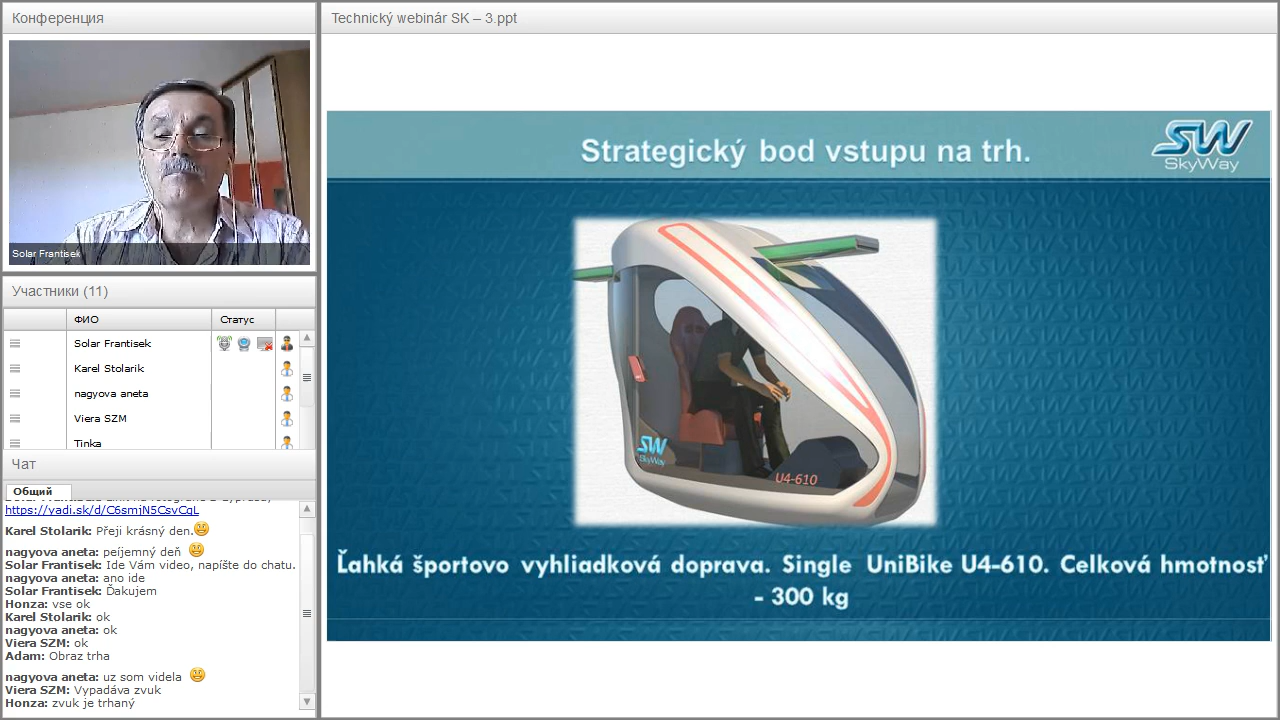 Конференция
Solar Frantisek
Участники (11)
ФИО
Статус
Solar Frantisek
Karel Stolarik
nagyova aneta
Viera SZM
Tinka
Чат
Общий
https://yadi.sk/d/C6smjN5CsvCgL
Karel Stolarik: Přeji krásný den.
nagyova aneta: peíjemný deň
Solar Frantisek: Ide Vám video, napíšte do chatu.
nagyova aneta: ano ide
Solar Frantisek: Ďakujem
Honza: vse ok
Karel Stolarik: ok
nagyova aneta: ok
Viera SZM: ok
Adam: Obraz trha
nagyova aneta: uz som videla
Viera SZM: Vypadáva zvuk
Honza: zvuk je trhaný
Technický webinár SK – 3.ppt
Strategický bod vstupu na trh.
SW
SkyWay
SW
SkyWay
U4-610
Ľahká športovo vyhliadková doprava. Single UniBike U4-610. Celková hmotnosť
- 300 kg